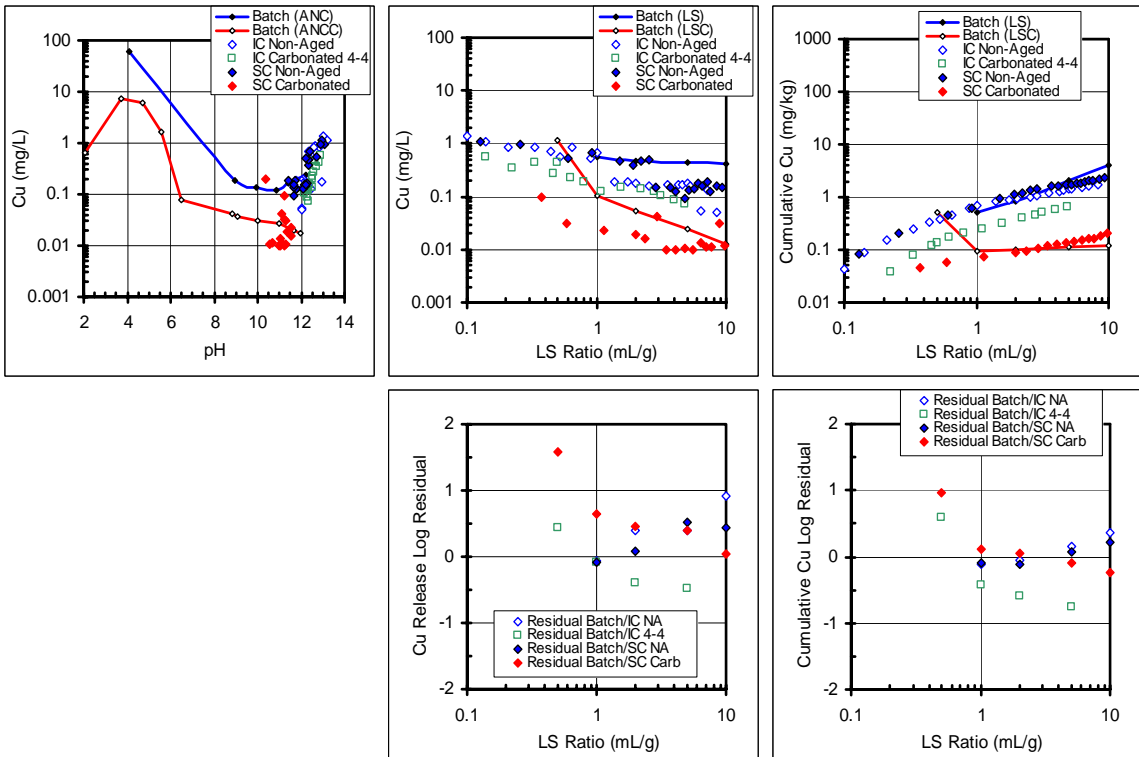 Batch (ANC)
Batch (ANCC)
IC Non-Aged
IC Carbonated 4-4
SC Non-Aged
SC Carbonated
Cu (mg/L)
100
10
1
0.1
0.01
0.001
2 4 6 8 10 12 14
pH
Batch (LS)
Batch (LSC)
IC Non-Aged
IC Carbonated 4-4
SC Non-Aged
SC Carbonated
Cu (mg/L)
100
10
1
0.1
0.01
0.001
0.1 1 10
LS Ratio (mL/g)
Batch (LS)
Batch (LSC)
IC Non-Aged
IC Carbonated 4-4
SC Non-Aged
SC Carbonated
Cumulative Cu (mg/kg)
1000
100
10
1
0.1
0.01
0.1 1 10
LS Ratio (mL/g)
Cu Release Log Residual
2
1
0
-1
-2
Residual Batch/IC NA
Residual Batch/IC 4-4
Residual Batch/SC NA
Residual Batch/SC Carb
0.1 1 10
LS Ratio (mL/g)
Residual Batch/IC NA
Residual Batch/IC 4-4
Residual Batch/SC NA
Residual Batch/SC Carb
Cumulative Cu Log Residual
2
1
0
-1
-2
0.1 1 10
LS Ratio (mL/g)